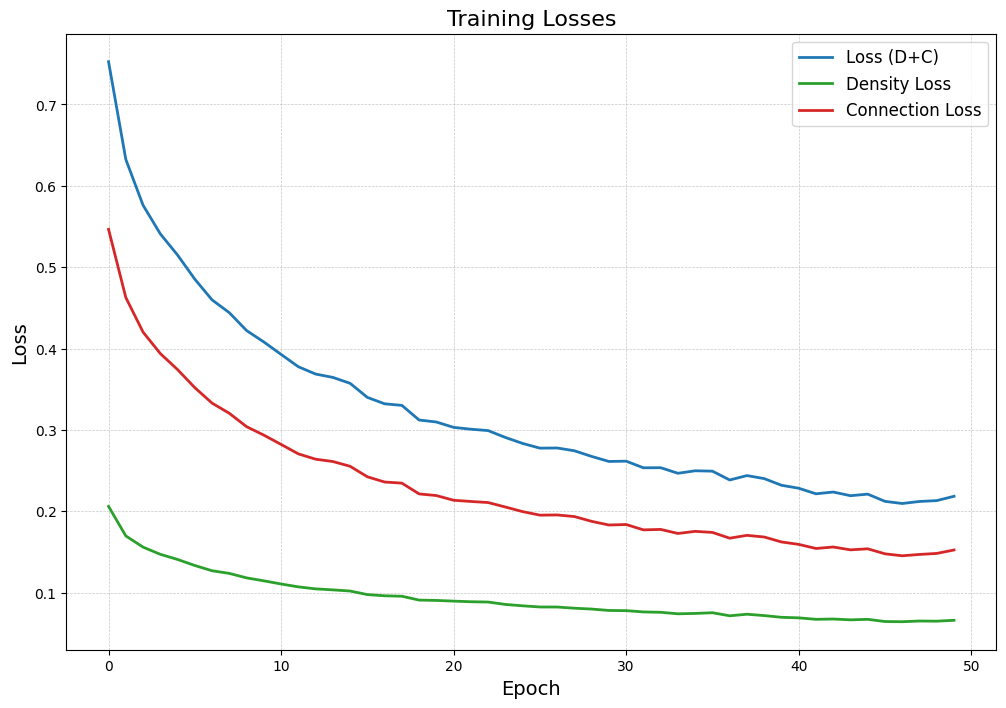 Training Losses
Loss (D+C)
Density Loss
Connection Loss
Loss
0.7
0.6
0.5
0.4
0.3
0.2
0.1
0 10 20 30 40 50
Epoch